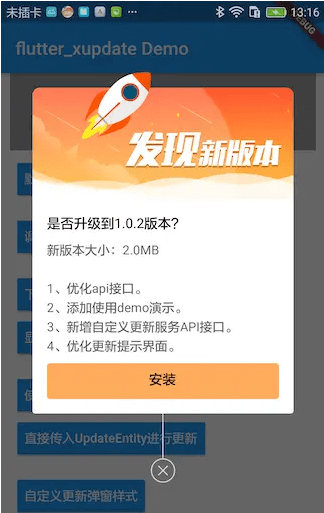 未插卡 ... 13:16
DEBUG
flutter_xupdate Demo
发现新版本
是否升级到1.0.2版本?
新版本大小：2.0MB
1、优化api接口。
2、添加使用demo演示。
3、新增自定义更新服务API接口。
4、优化更新提示界面。
安装
直接传入UpdateEntity进行更新
自定义更新弹窗样式